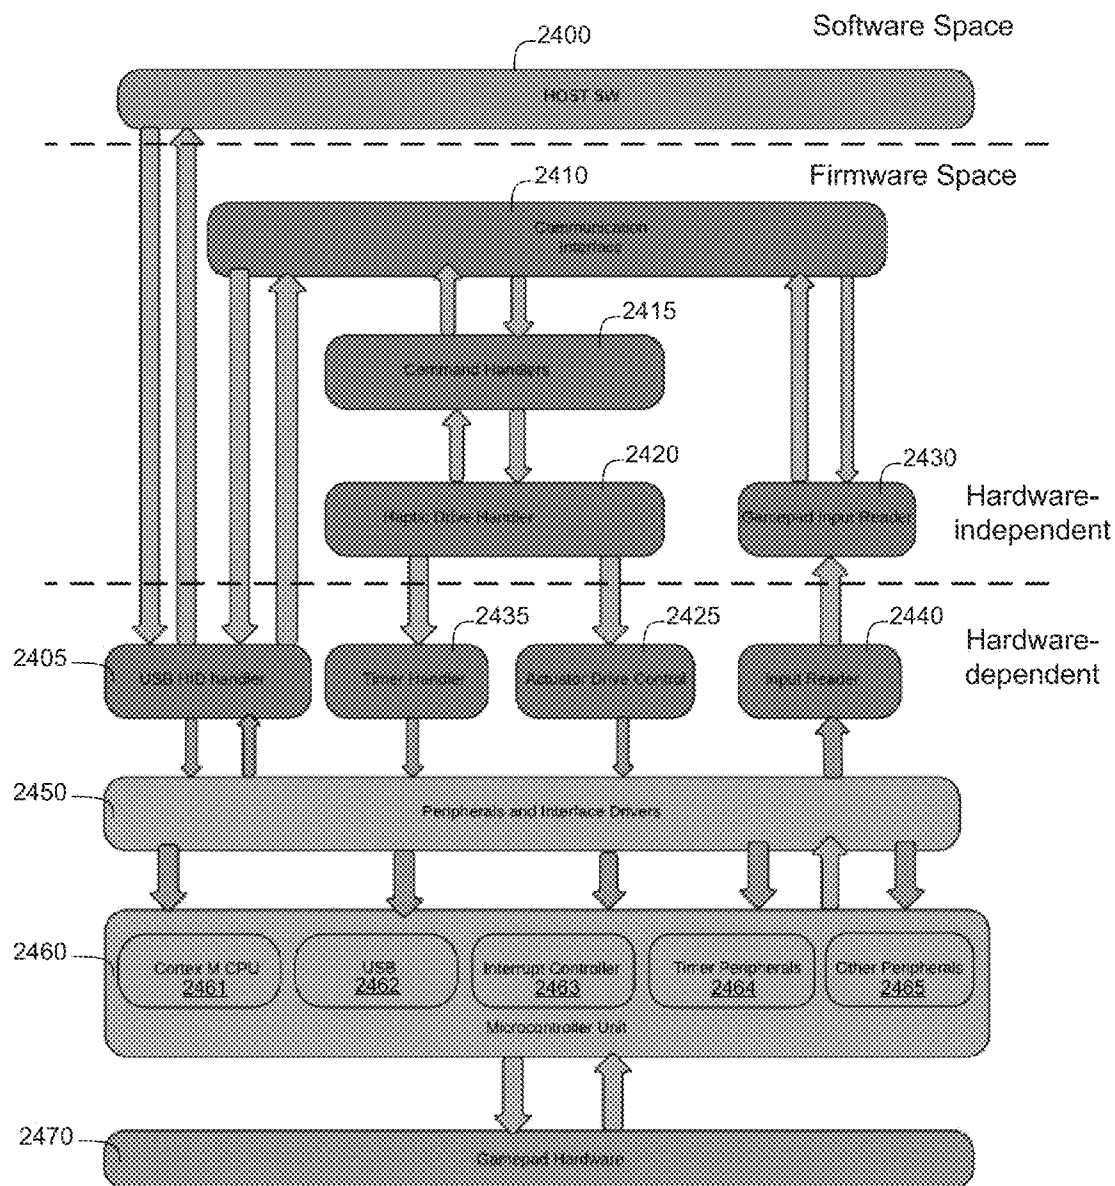 2400
Software Space
HOST SW
Firmware Space
2410
Communication
Interface
2415
Command Handlers
2420
Haptic Drive Handler
2430
Gamepad Input Reader
Hardware-
independent
2435
2425
2440
Hardware-
dependent
2405
USB HID handler
Timer Handler
Actuator Drive Control
Input Reader
2450
Peripherals and Interface Drivers
2460
Cortex M CPU
2461
USB
2462
Interrupt Controller
2463
Timer Peripherals
2464
Other Peripherals
2465
Microcontroller Unit
2470
Gamepad Hardware